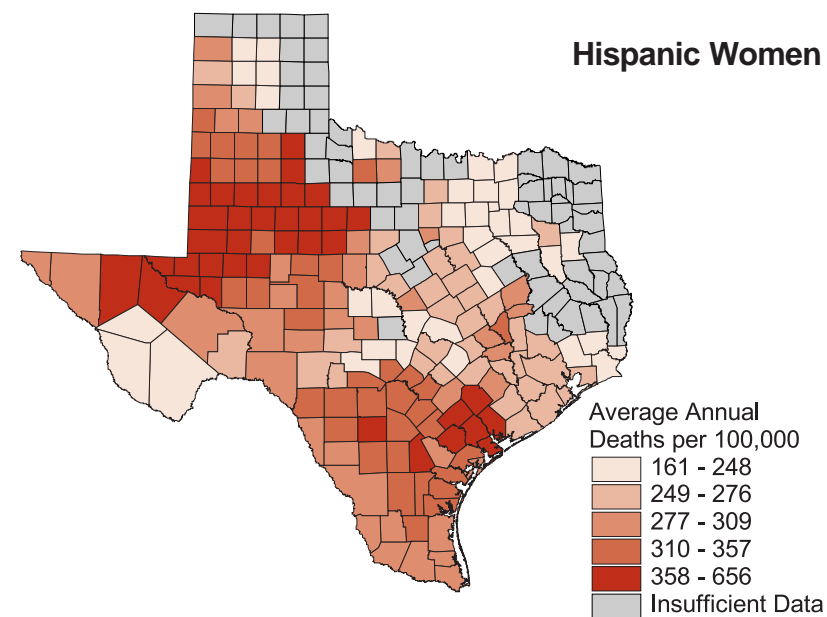 Hispanic Women
Average Annual
Deaths per 100,000
161 - 248
249 - 276
277 - 309
310 - 357
358 - 656
Insufficient Data